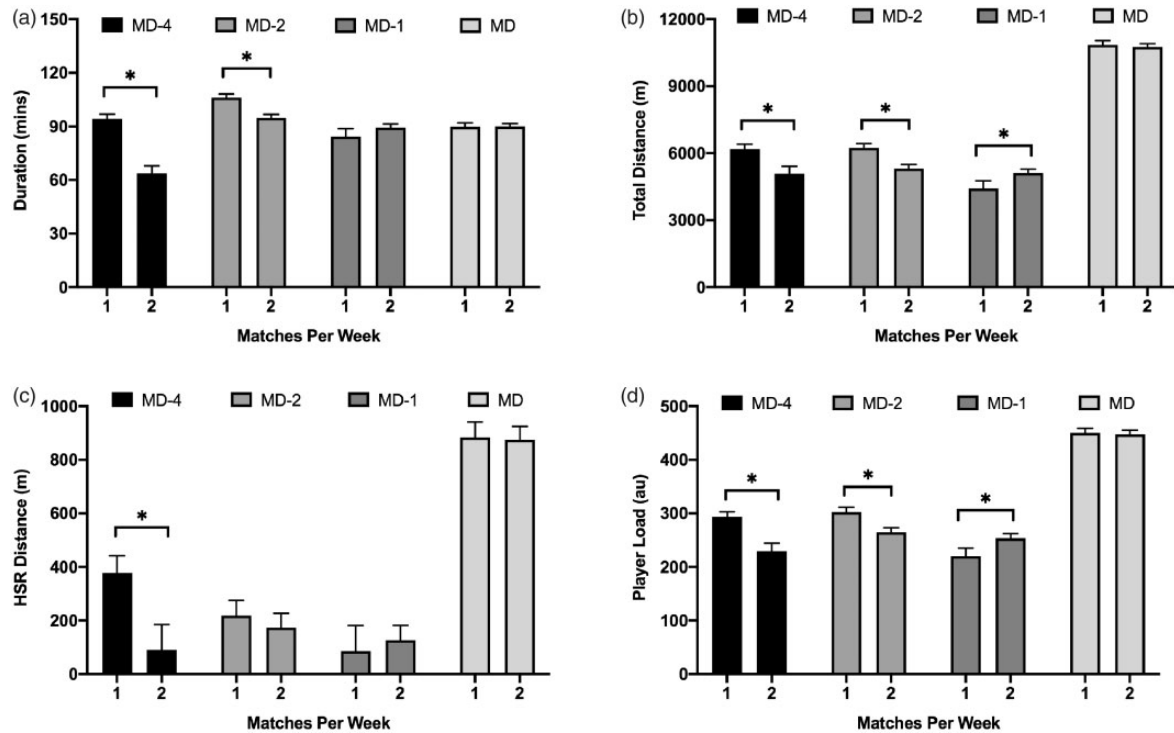 (a) MD-4 MD-2 MD-1 MD
Duration (mins)
150
120
90
60
30
0
* *
1 2 1 2 1 2 1 2
Matches Per Week
(b) MD-4 MD-2 MD-1 MD
Total Distance (m)
12000
9000
6000
3000
0
* * *
1 2 1 2 1 2 1 2
Matches Per Week
(c) MD-4 MD-2 MD-1 MD
HSR Distance (m)
1000
800
600
400
200
0
*
1 2 1 2 1 2 1 2
Matches Per Week
(d) MD-4 MD-2 MD-1 MD
Player Load (au)
500
400
300
200
100
0
* * *
1 2 1 2 1 2 1 2
Matches Per Week